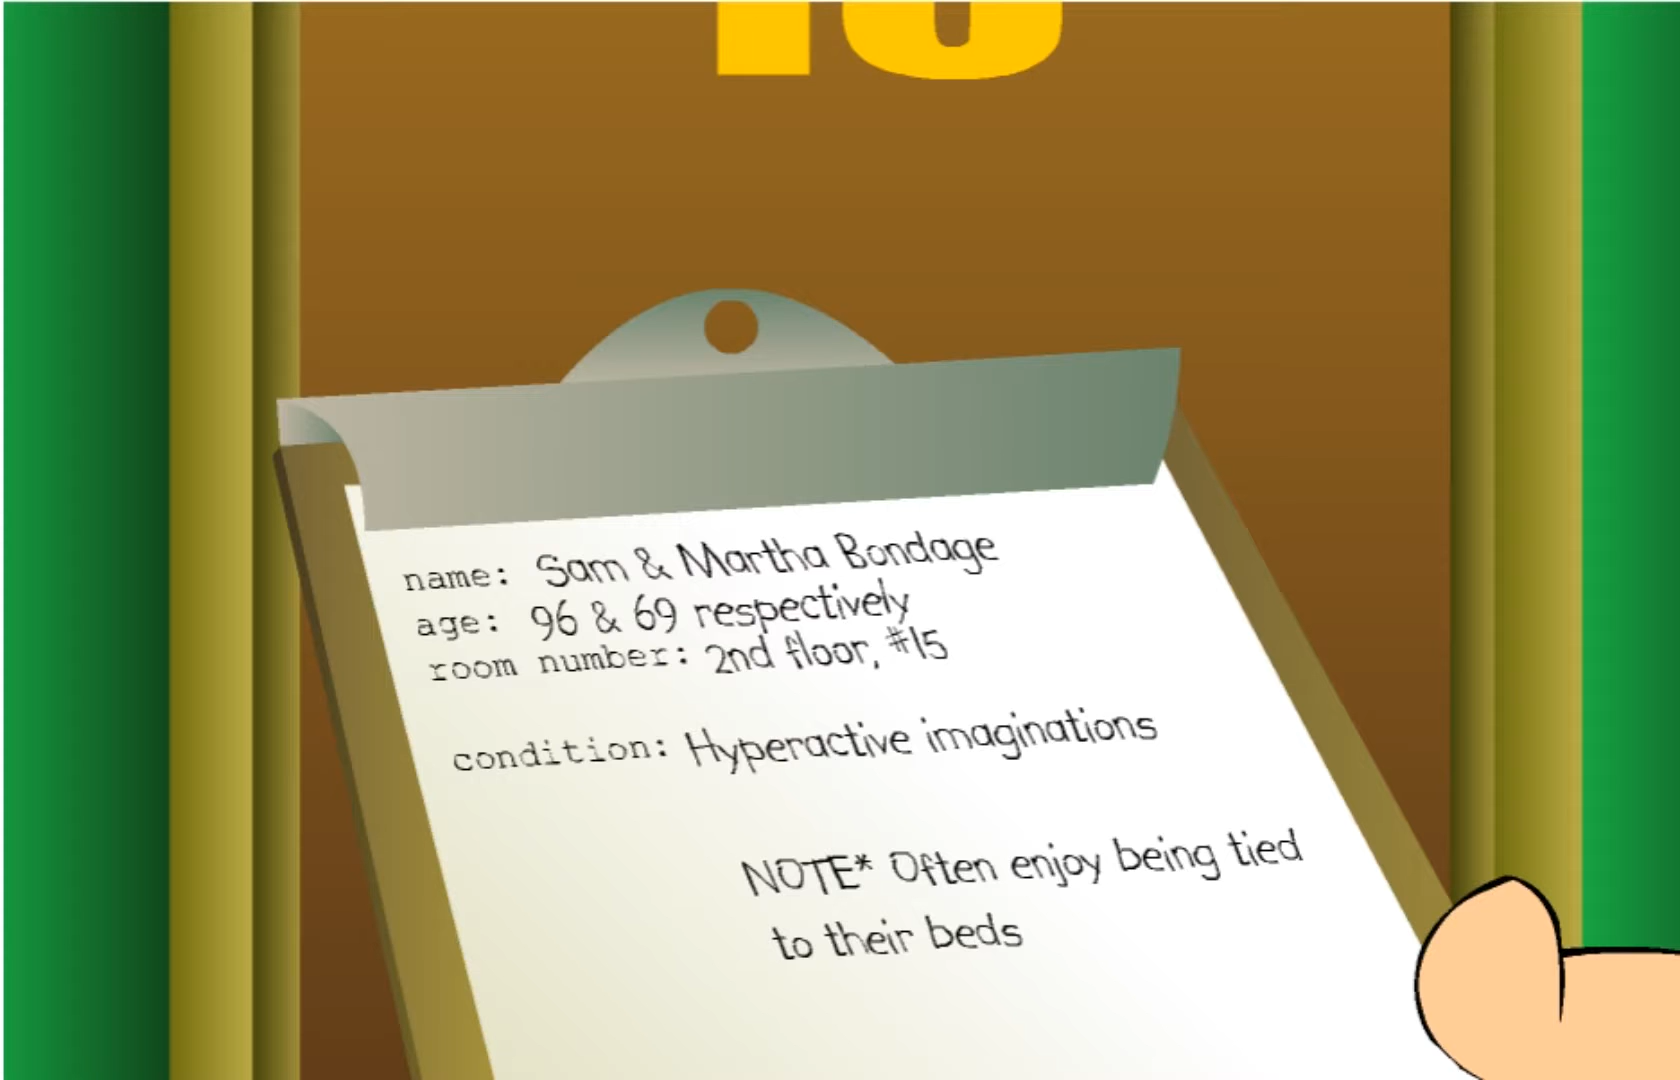 name: Sam & Martha Bondage
age: 96 & 69 respectively
room number: 2nd floor, #15
condition: Hyperactive imaginations
NOTE* Often enjoy being tied
to their beds